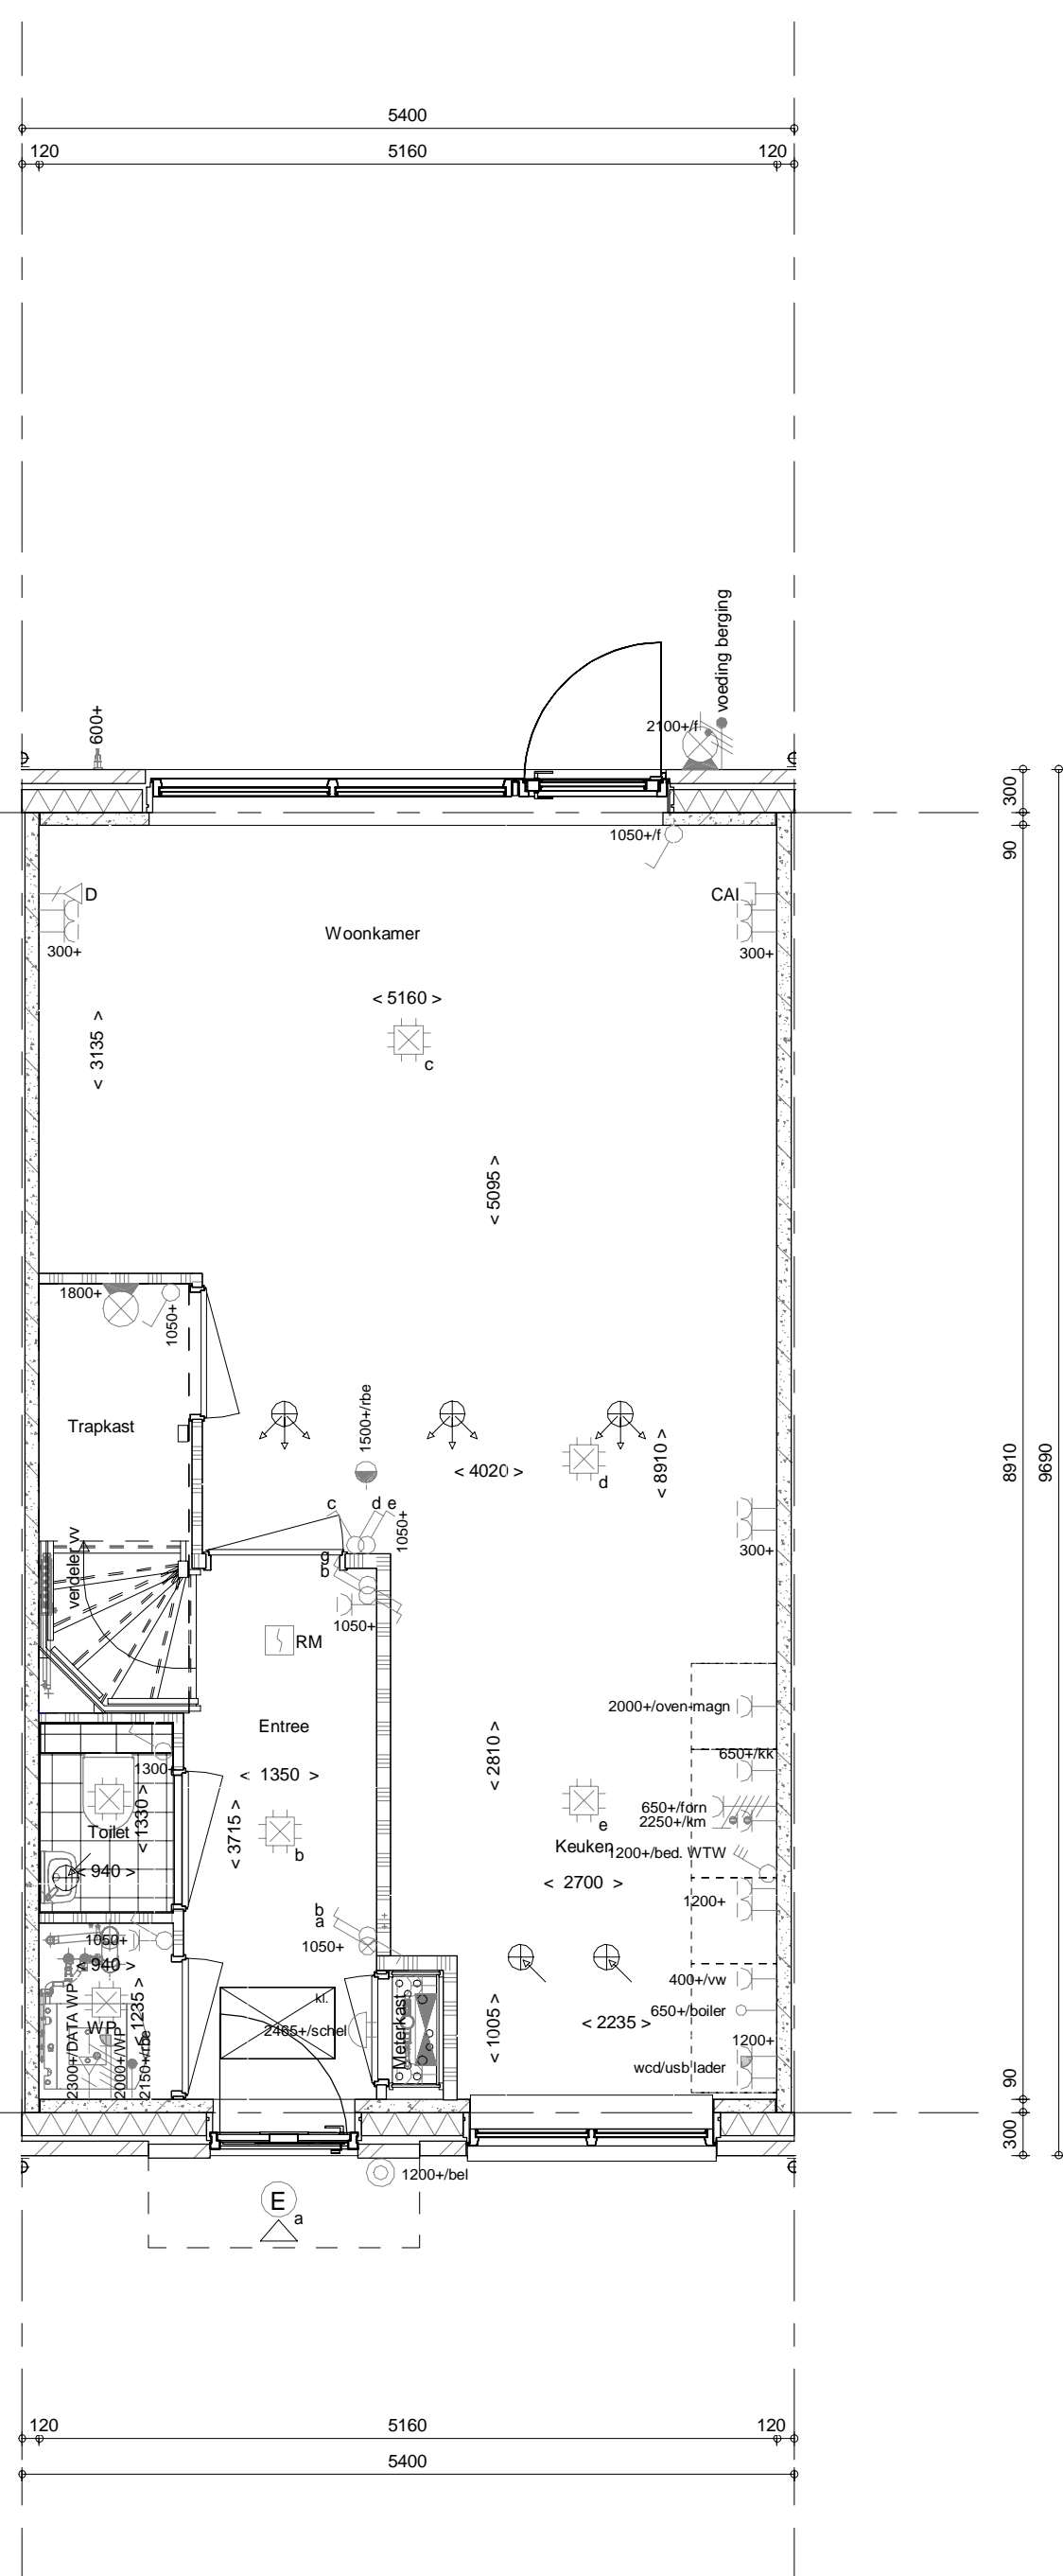 5400
120 5160 120
voeding berging
600+
2100+/f
300
1050+/f
90
D
CAI
300+
300+
Woonkamer
< 5160 >
< 3135 >
c
< 5095 >
1800+
1050+
Trapkast
1500+/rbe
< 4020 >
< 8910 >
d
8910
9690
c d e
1050+
300+
verdeler vv
g
b
1050+
RM
2000+/oven-magn
Entree
1300+
< 1350 >
< 2810 >
650+/kk
< 1330 >
650+/forn
2250+/km
e
Toilet
< 3715 >
b
Keuken
1200+/bed. WTW
< 940 >
< 2700 >
1200+
b
a
1050+
1050+
< 940 >
400+/vw
kl.
650+/boiler
< 1235 >
WP
2465+/schel
Meterkast
< 1005 >
< 2235 >
1200+
wcd/usb lader
2300+/DATA WP
2000+/WP
2150+/rbe
90
300
1200+/bel
E
a
120 5160 120
5400